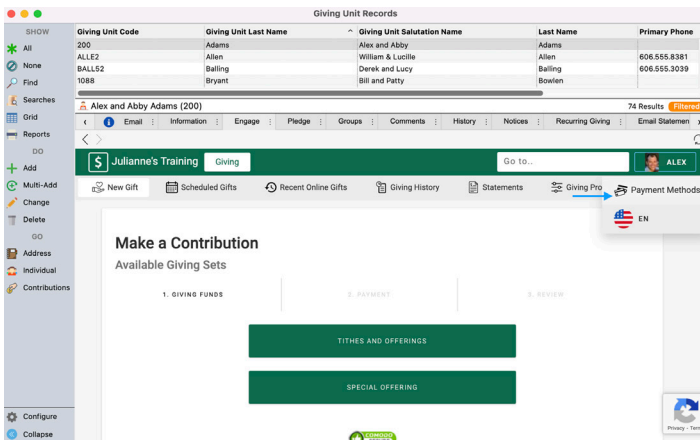 Giving Unit Records
SHOW
All
None
Find
Searches
Grid
Reports
DO
Add
Multi-Add
Change
Delete
GO
Address
Individual
Contributions
Configure
Collapse
Giving Unit Code Giving Unit Last Name ^ Giving Unit Salutation Name Last Name Primary Phone
200 Adams Alex and Abby Adams
ALLE2 Allen William & Lucille Allen 606.555.8381
BALL52 Balling Derek and Lucy Balling 606.555.3039
1088 Bryant Bill and Patty Bowlen
Alex and Abby Adams (200) 74 Results Filtered
Email Information Engage Pledge Groups Comments History Notices Recurring Giving Email Statemen
$ Julianne's Training Giving Go to.. ALEX
New Gift Scheduled Gifts Recent Online Gifts Giving History Statements Giving Pro Payment Methods
EN
Make a Contribution
Available Giving Sets
1. GIVING FUNDS 2. PAYMENT 3. REVIEW
TITHES AND OFFERINGS
SPECIAL OFFERING
COMODO
Privacy - Term